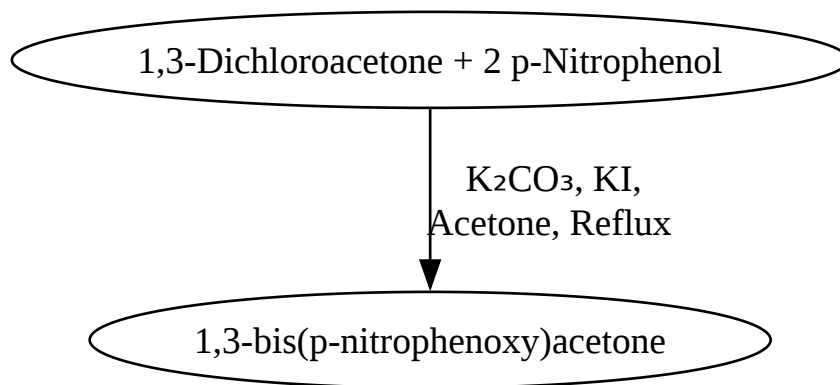 1,3-Dichloroacetone + 2 p-Nitrophenol
K₂CO₃, KI,
Acetone, Reflux
1,3-bis(p-nitrophenoxy)acetone